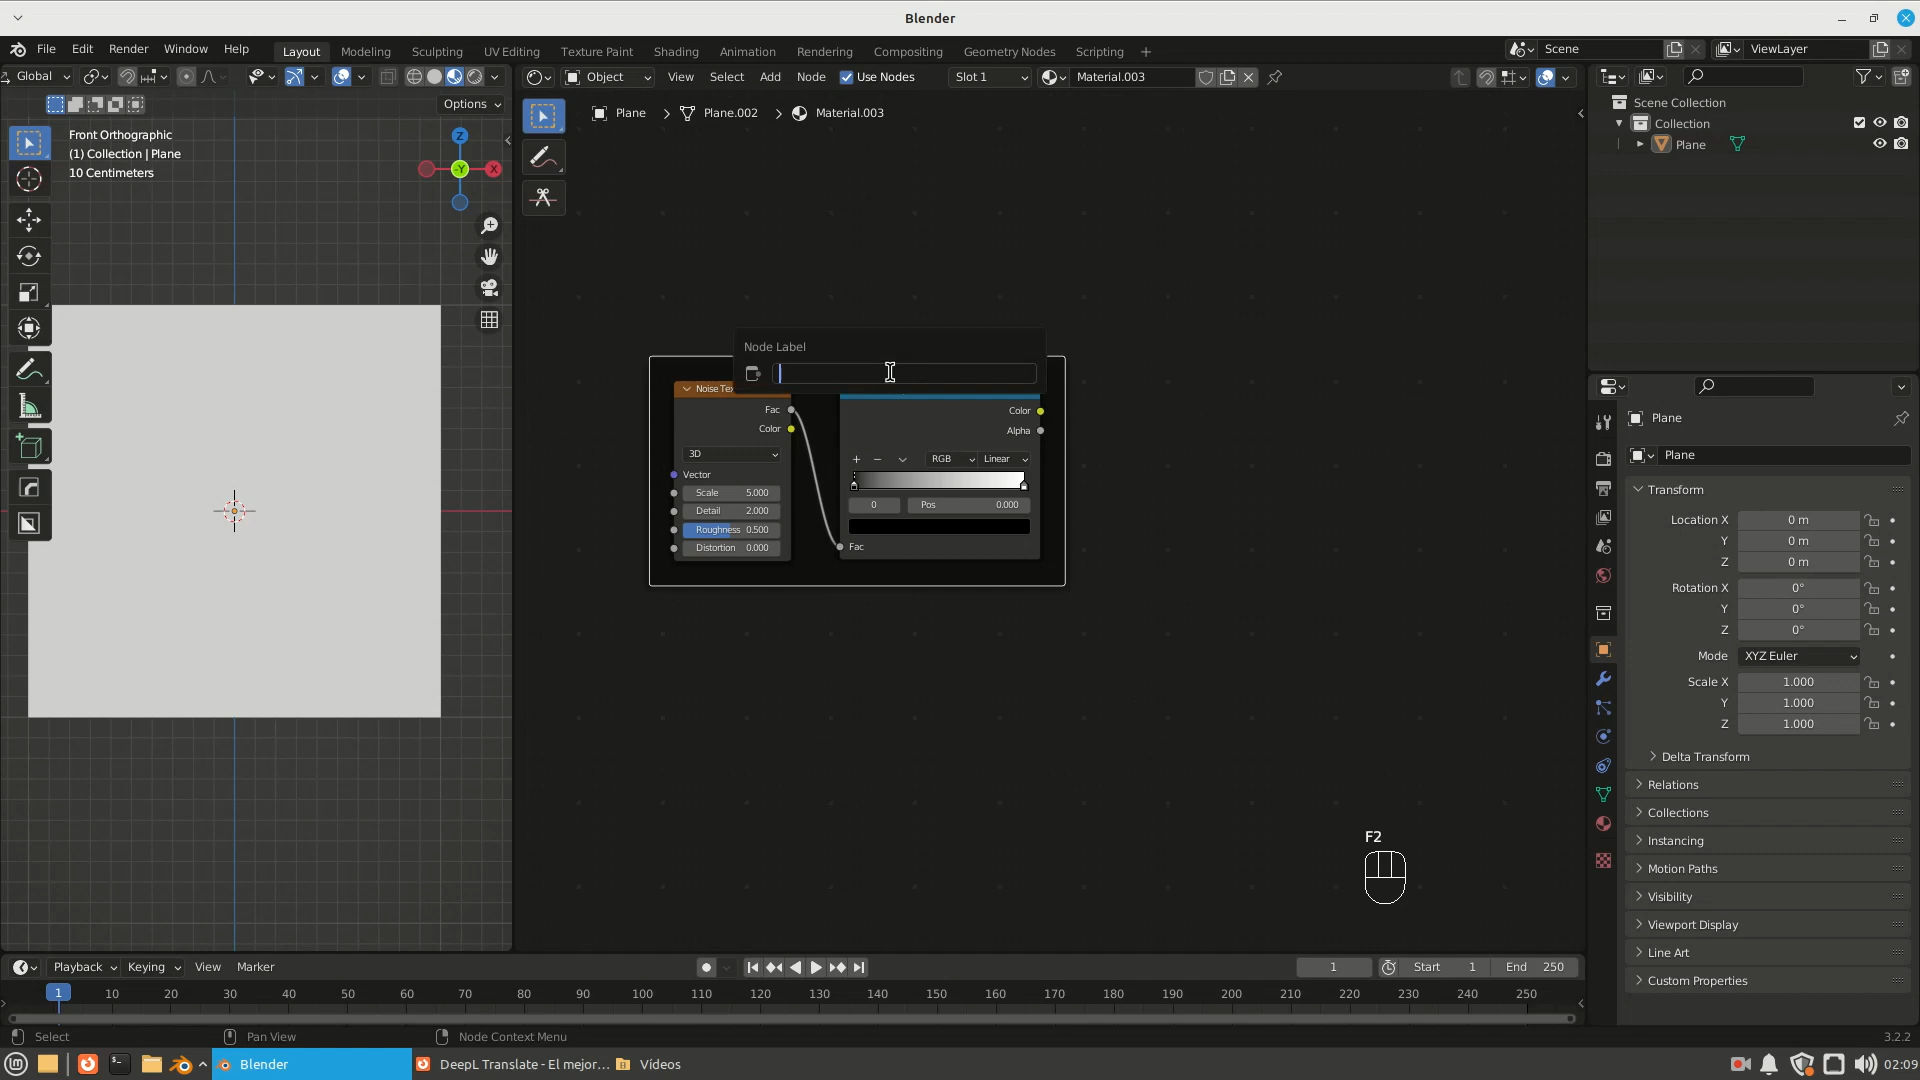 Blender
File Edit Render Window Help Layout Modeling Sculpting UV Editing Texture Paint Shading Animation Rendering Compositing Geometry Nodes Scripting + Scene ViewLayer
Global Object View Select Add Node Use Nodes Slot 1 Material.003
Options
Plane > Plane.002 > Material.003
Front Orthographic
(1) Collection | Plane
10 Centimeters
Z
-Y
X
Node Label
Noise Tex
Fac
Color
3D
Vector
Scale 5.000
Detail 2.000
Roughness 0.500
Distortion 0.000
Color
Alpha
+ − RGB Linear
0 Pos 0.000
Fac
F2
Scene Collection
Collection
Plane
Plane
Plane
Transform
Location X 0 m
Y 0 m
Z 0 m
Rotation X 0°
Y 0°
Z 0°
Mode XYZ Euler
Scale X 1.000
Y 1.000
Z 1.000
Delta Transform
Relations
Collections
Instancing
Motion Paths
Visibility
Viewport Display
Line Art
Custom Properties
Playback Keying View Marker 1 Start 1 End 250
1 10 20 30 40 50 60 70 80 90 100 110 120 130 140 150 160 170 180 190 200 210 220 230 240 250
Select Pan View Node Context Menu 3.2.2
Blender DeepL Translate - El mejor... Vídeos 02:09